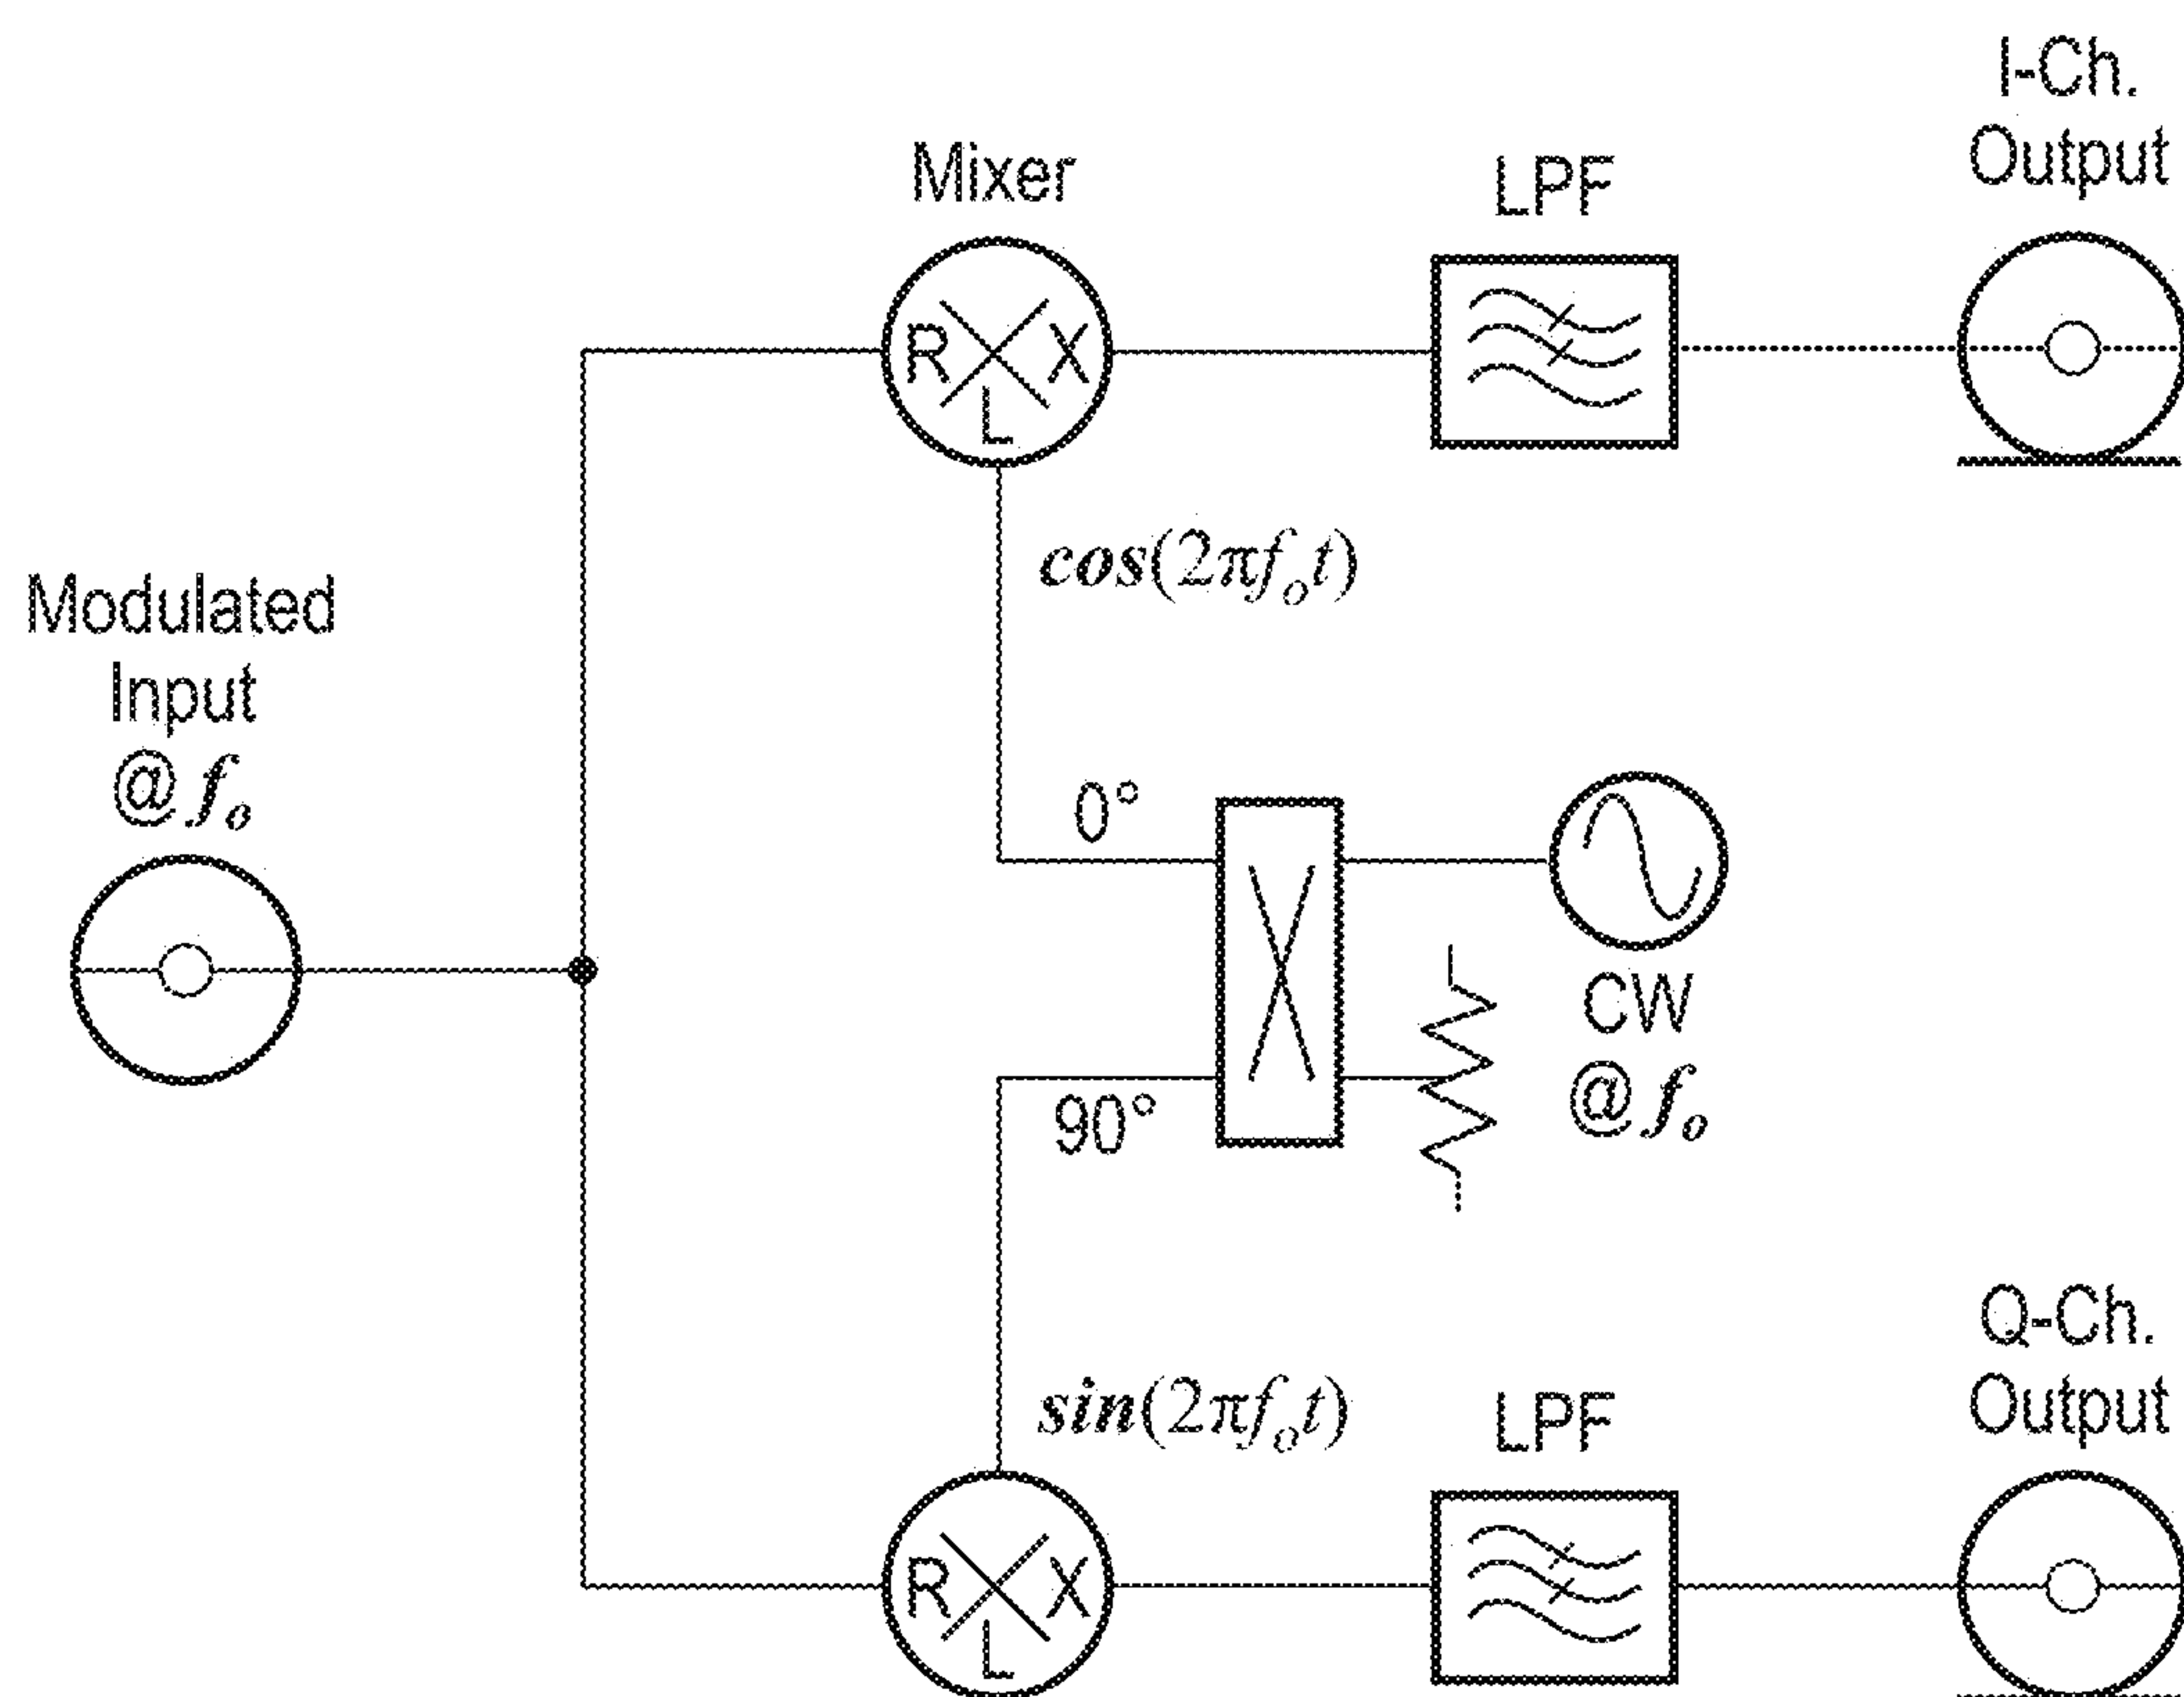 I-Ch.
Output
Mixer
LPF
R X
L
cos(2πfₒt)
Modulated
Input
@ fₒ
0°
CW
@ fₒ
90°
Q-Ch.
Output
sin(2πfₒt)
LPF
R X
L